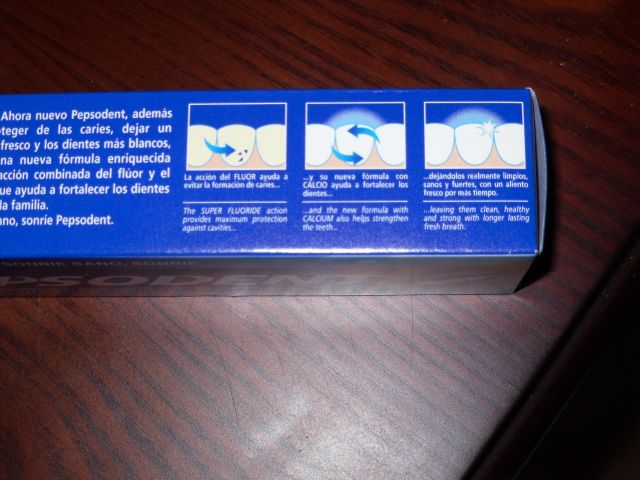 Ahora nuevo Pepsodent, además
teger de las caries, dejar un
fresco y los dientes más blancos,
na nueva fórmula enriquecida
acción combinada del flúor y el
ue ayuda a fortalecer los dientes
la familia.
ano, sonríe Pepsodent.
La acción del FLUOR ayuda a
evitar la formación de caries...
The SUPER FLUORIDE action
provides maximum protection
against cavities...
...y su nueva fórmula con
CALCIO ayuda a fortalecer los
dientes...
...and the new formula with
CALCIUM also helps strengthen
the teeth...
...dejándolos realmente limpios,
sanos y fuertes, con un aliento
fresco por más tiempo.
...leaving them clean, healthy
and strong with longer lasting
fresh breath.
SONRIE SANO, SONRIE
PSODENT